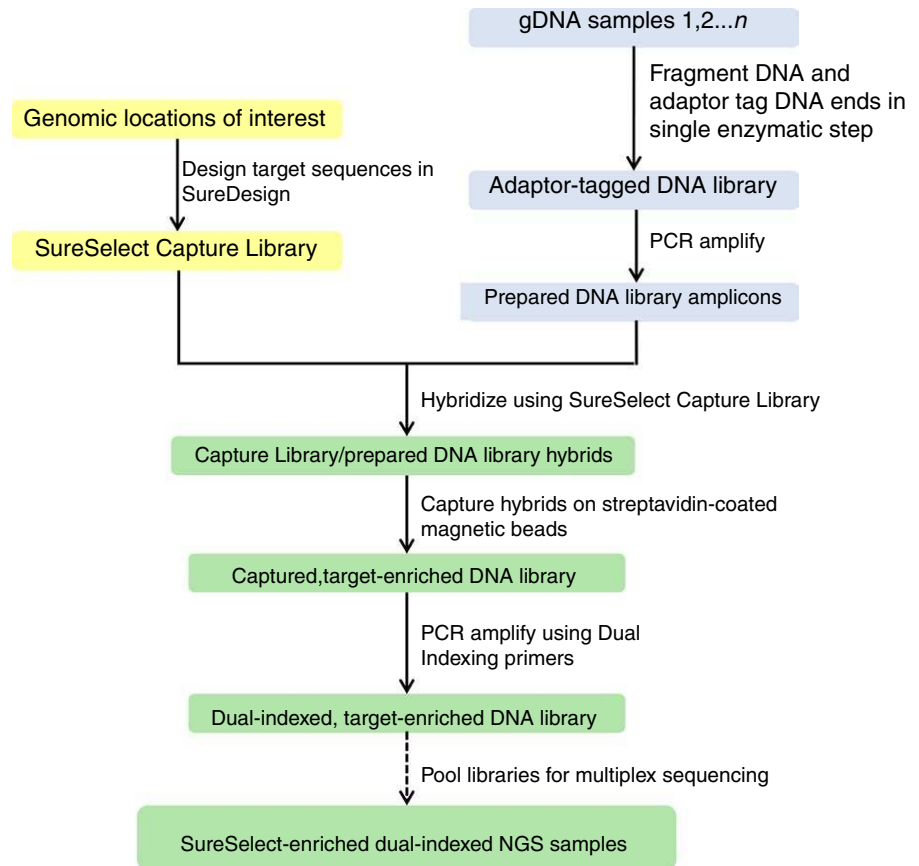 gDNA samples 1,2...n
Fragment DNA and
adaptor tag DNA ends in
single enzymatic step
Genomic locations of interest
Design target sequences in
SureDesign
Adaptor-tagged DNA library
SureSelect Capture Library
PCR amplify
Prepared DNA library amplicons
Hybridize using SureSelect Capture Library
Capture Library/prepared DNA library hybrids
Capture hybrids on streptavidin-coated
magnetic beads
Captured,target-enriched DNA library
PCR amplify using Dual
Indexing primers
Dual-indexed, target-enriched DNA library
Pool libraries for multiplex sequencing
SureSelect-enriched dual-indexed NGS samples